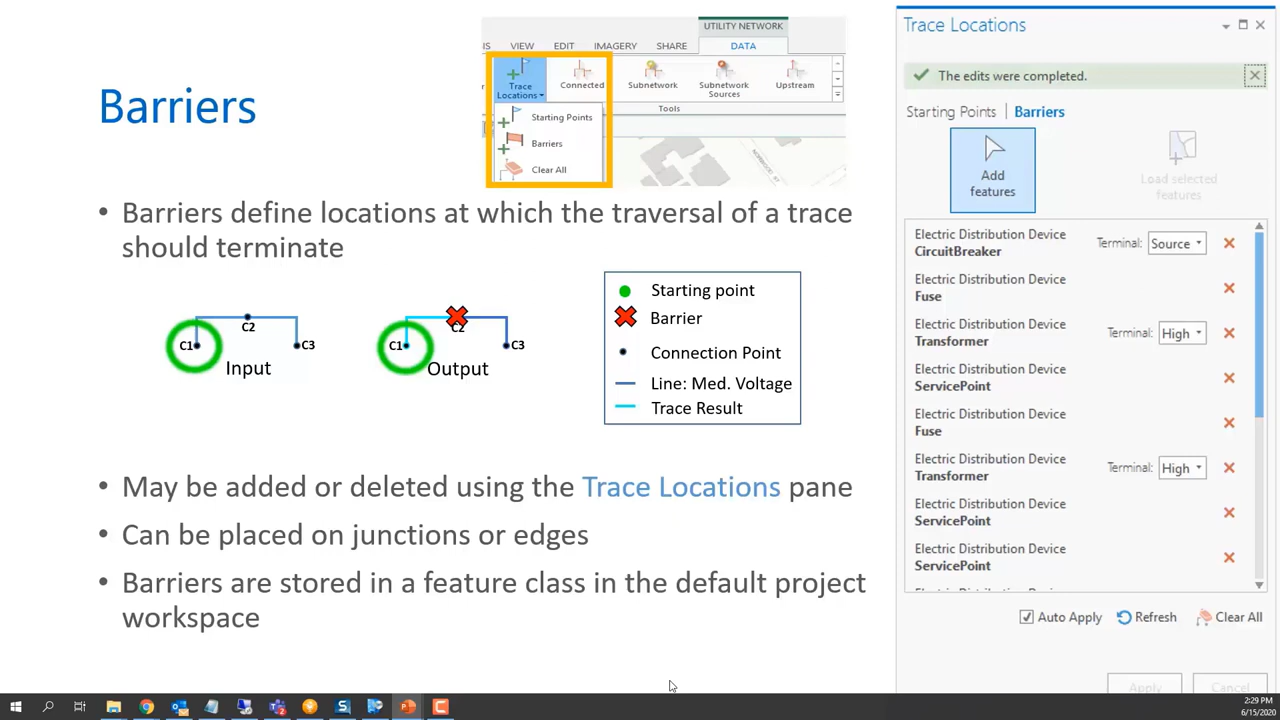 Barriers
UTILITY NETWORK
IS VIEW EDIT IMAGERY SHARE DATA
Trace Locations
Connected
Subnetwork
Subnetwork Sources
Upstream
Tools
Starting Points
Barriers
Clear All
• Barriers define locations at which the traversal of a trace
should terminate
C1
C2
C3
Input
C1
C2
C3
Output
Starting point
Barrier
Connection Point
Line: Med. Voltage
Trace Result
• May be added or deleted using the Trace Locations pane
• Can be placed on junctions or edges
• Barriers are stored in a feature class in the default project
workspace
Trace Locations
The edits were completed.
Starting Points | Barriers
Add
features
Load selected
features
Electric Distribution Device
CircuitBreaker
Terminal: Source
Electric Distribution Device
Fuse
Electric Distribution Device
Transformer
Terminal: High
Electric Distribution Device
ServicePoint
Electric Distribution Device
Fuse
Electric Distribution Device
Transformer
Terminal: High
Electric Distribution Device
ServicePoint
Electric Distribution Device
ServicePoint
Auto Apply Refresh Clear All
Apply Cancel
2:29 PM
6/15/2020